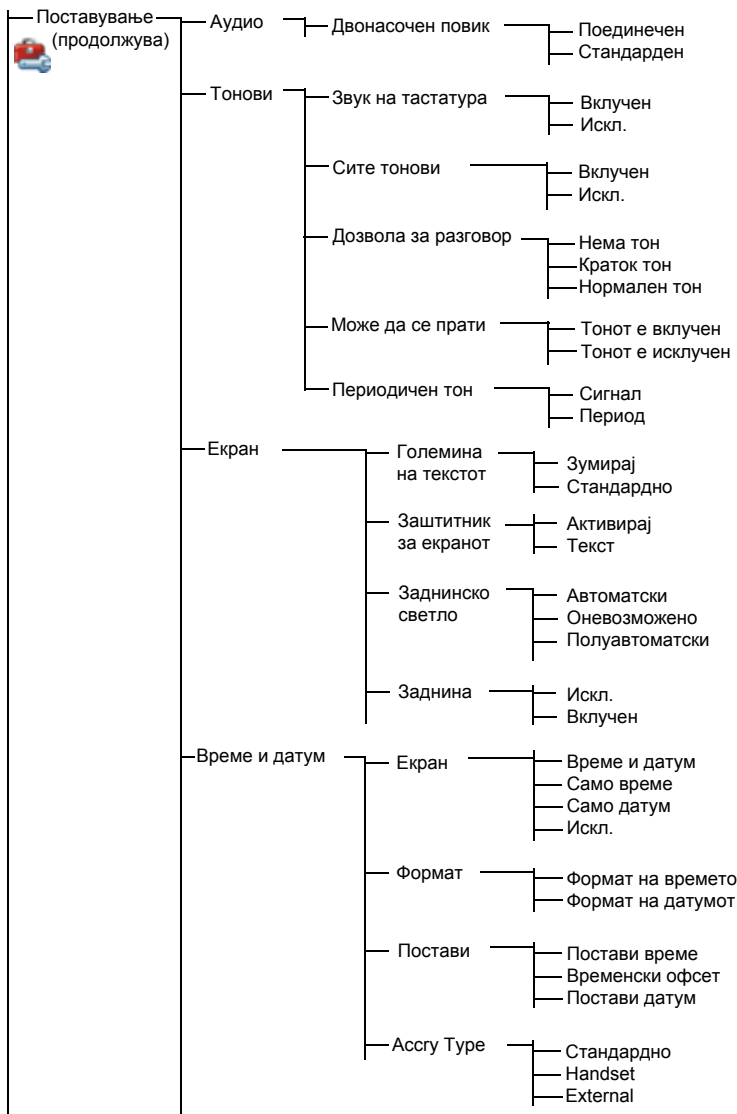 Поставување
(продолжува)
Аудио
Двонасочен повик
Поединечен
Стандарден
Тонови
Звук на тастатура
Вклучен
Искл.
Сите тонови
Вклучен
Искл.
Дозвола за разговор
Нема тон
Краток тон
Нормален тон
Може да се прати
Тонот е вклучен
Тонот е исклучен
Периодичен тон
Сигнал
Период
Екран
Големина
на текстот
Зумирај
Стандардно
Заштитник
за екранот
Активирај
Текст
Заднинско
светло
Автоматски
Оневозможено
Полуавтоматски
Заднина
Искл.
Вклучен
Време и датум
Екран
Време и датум
Само време
Само датум
Искл.
Формат
Формат на времето
Формат на датумот
Постави
Постави време
Временски офсет
Постави датум
Accry Type
Стандардно
Handset
External